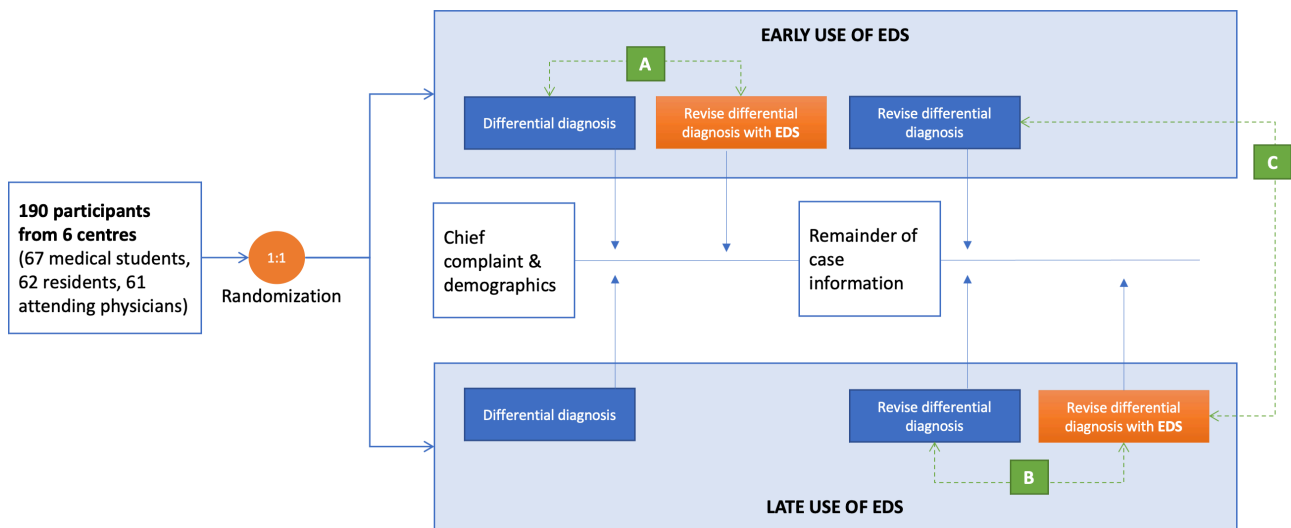 EARLY USE OF EDS
A
Differential diagnosis
Revise differential
diagnosis with EDS
Revise differential
diagnosis
C
190 participants
from 6 centres
(67 medical students,
62 residents, 61
attending physicians)
1:1
Randomization
Chief
complaint &
demographics
Remainder of
case
information
Differential diagnosis
Revise differential
diagnosis
Revise differential
diagnosis with EDS
B
LATE USE OF EDS